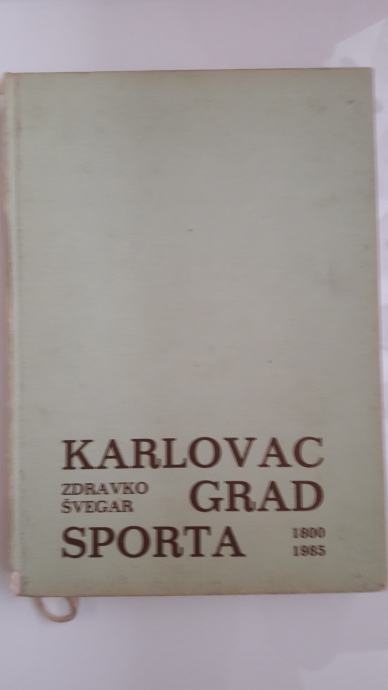 KARLOVAC
ZDRAVKO
ŠVEGAR
GRAD
SPORTA
1800
1985